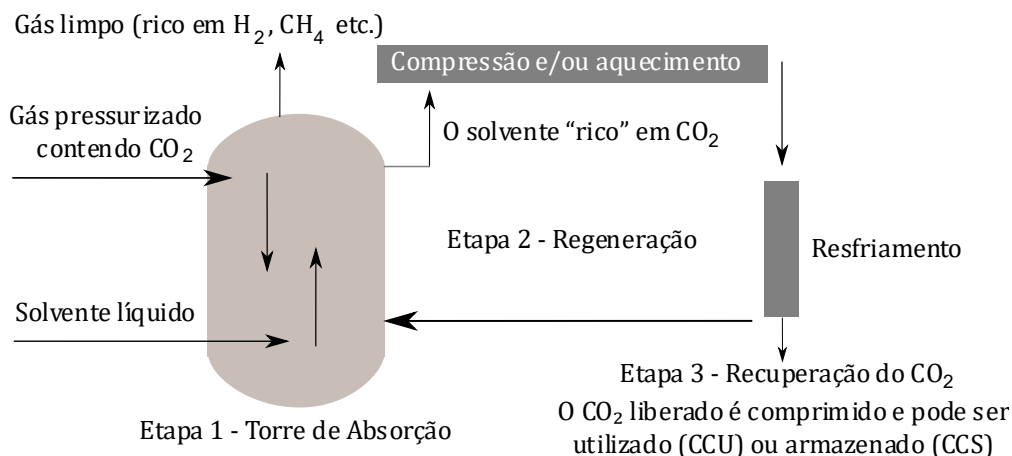 Gás limpo (rico em H₂, CH₄ etc.)
Compressão e/ou aquecimento
Gás pressurizado
contendo CO₂
O solvente “rico” em CO₂
Etapa 2 - Regeneração
Resfriamento
Solvente líquido
Etapa 3 - Recuperação do CO₂
O CO₂ liberado é comprimido e pode ser
utilizado (CCU) ou armazenado (CCS)
Etapa 1 - Torre de Absorção